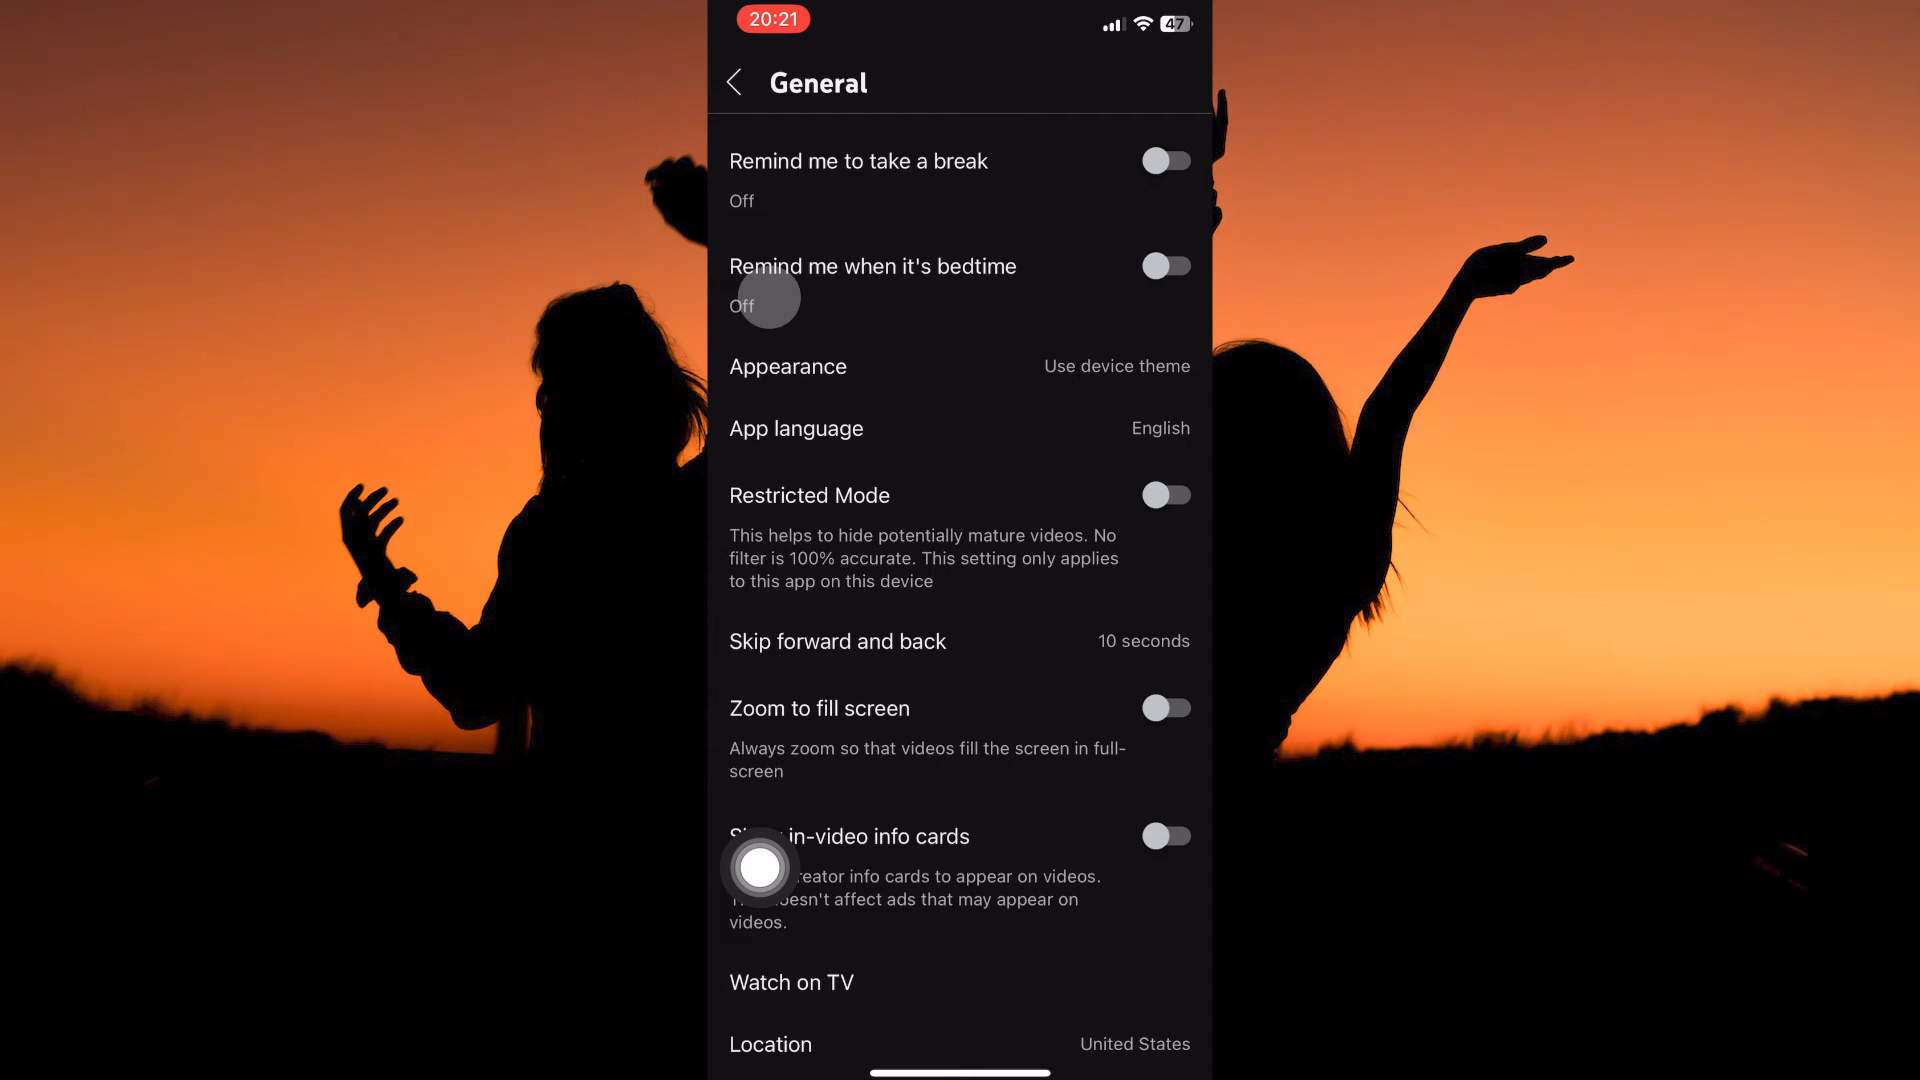 20:21
47
General
Remind me to take a break
Off
Remind me when it's bedtime
Off
Appearance
Use device theme
App language
English
Restricted Mode
This helps to hide potentially mature videos. No
filter is 100% accurate. This setting only applies
to this app on this device
Skip forward and back
10 seconds
Zoom to fill screen
Always zoom so that videos fill the screen in full-
screen
in-video info cards
creator info cards to appear on videos.
doesn't affect ads that may appear on
videos.
Watch on TV
Location
United States